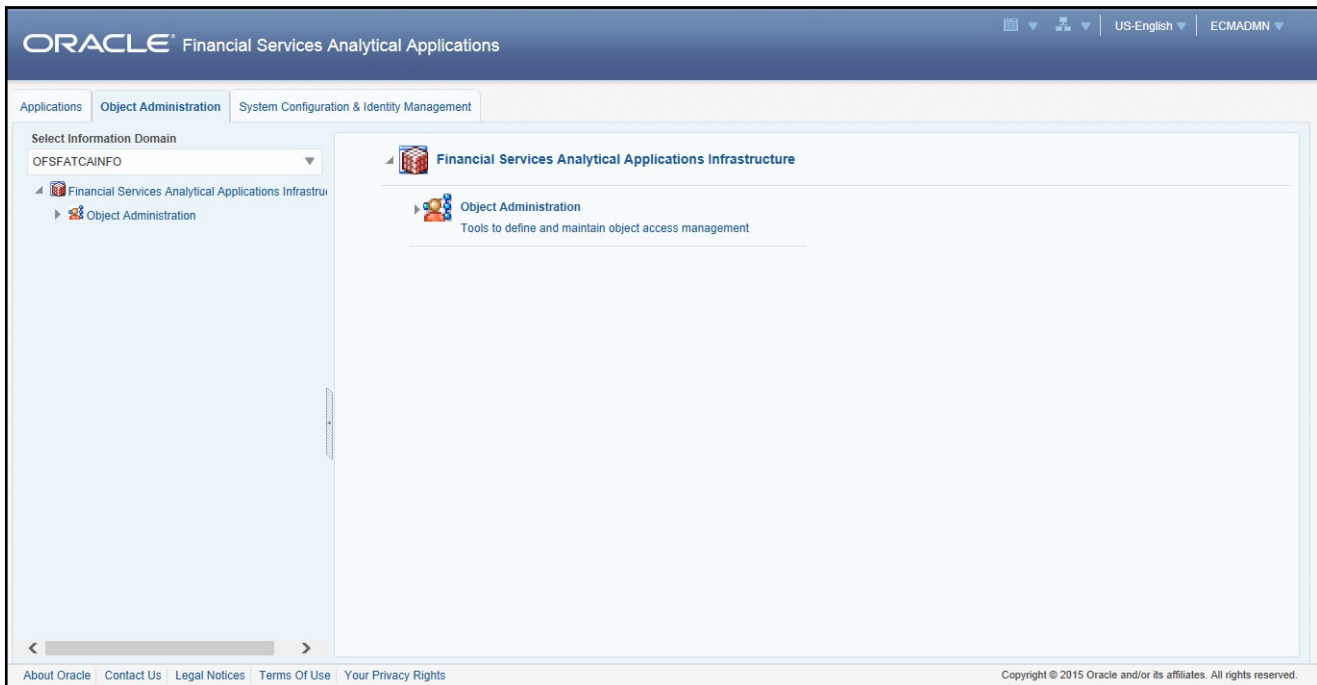 ORACLE® Financial Services Analytical Applications
US-English
ECMADMN
Applications
Object Administration
System Configuration & Identity Management
Select Information Domain
OFSFATCAINFO
Financial Services Analytical Applications Infrastru
Object Administration
Financial Services Analytical Applications Infrastructure
Object Administration
Tools to define and maintain object access management
About Oracle Contact Us Legal Notices Terms Of Use Your Privacy Rights
Copyright © 2015 Oracle and/or its affiliates. All rights reserved.